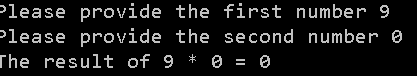 Please provide the first number 9
Please provide the second number 0
The result of 9 * 0 = 0